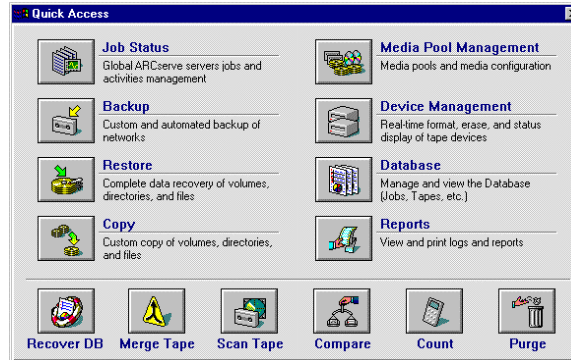 Quick Access
Job Status
Global ARCserve servers jobs and
activities management
Media Pool Management
Media pools and media configuration
Backup
Custom and automated backup of
networks
Device Management
Real-time format, erase, and status
display of tape devices
Restore
Complete data recovery of volumes,
directories, and files
Database
Manage and view the Database
(Jobs, Tapes, etc.)
Copy
Custom copy of volumes, directories,
and files
Reports
View and print logs and reports
Recover DB
Merge Tape
Scan Tape
Compare
Count
Purge